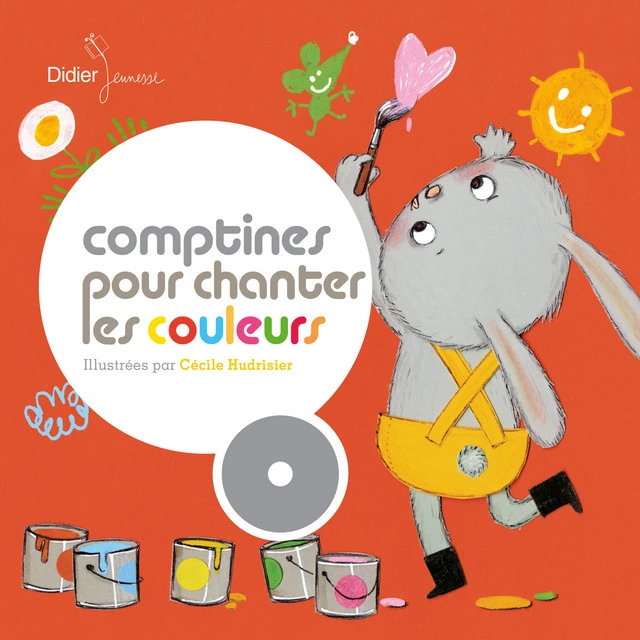 Didier Jeunesse
comptines
pour chanter
les couleurs
Illustrées par Cécile Hudrisier